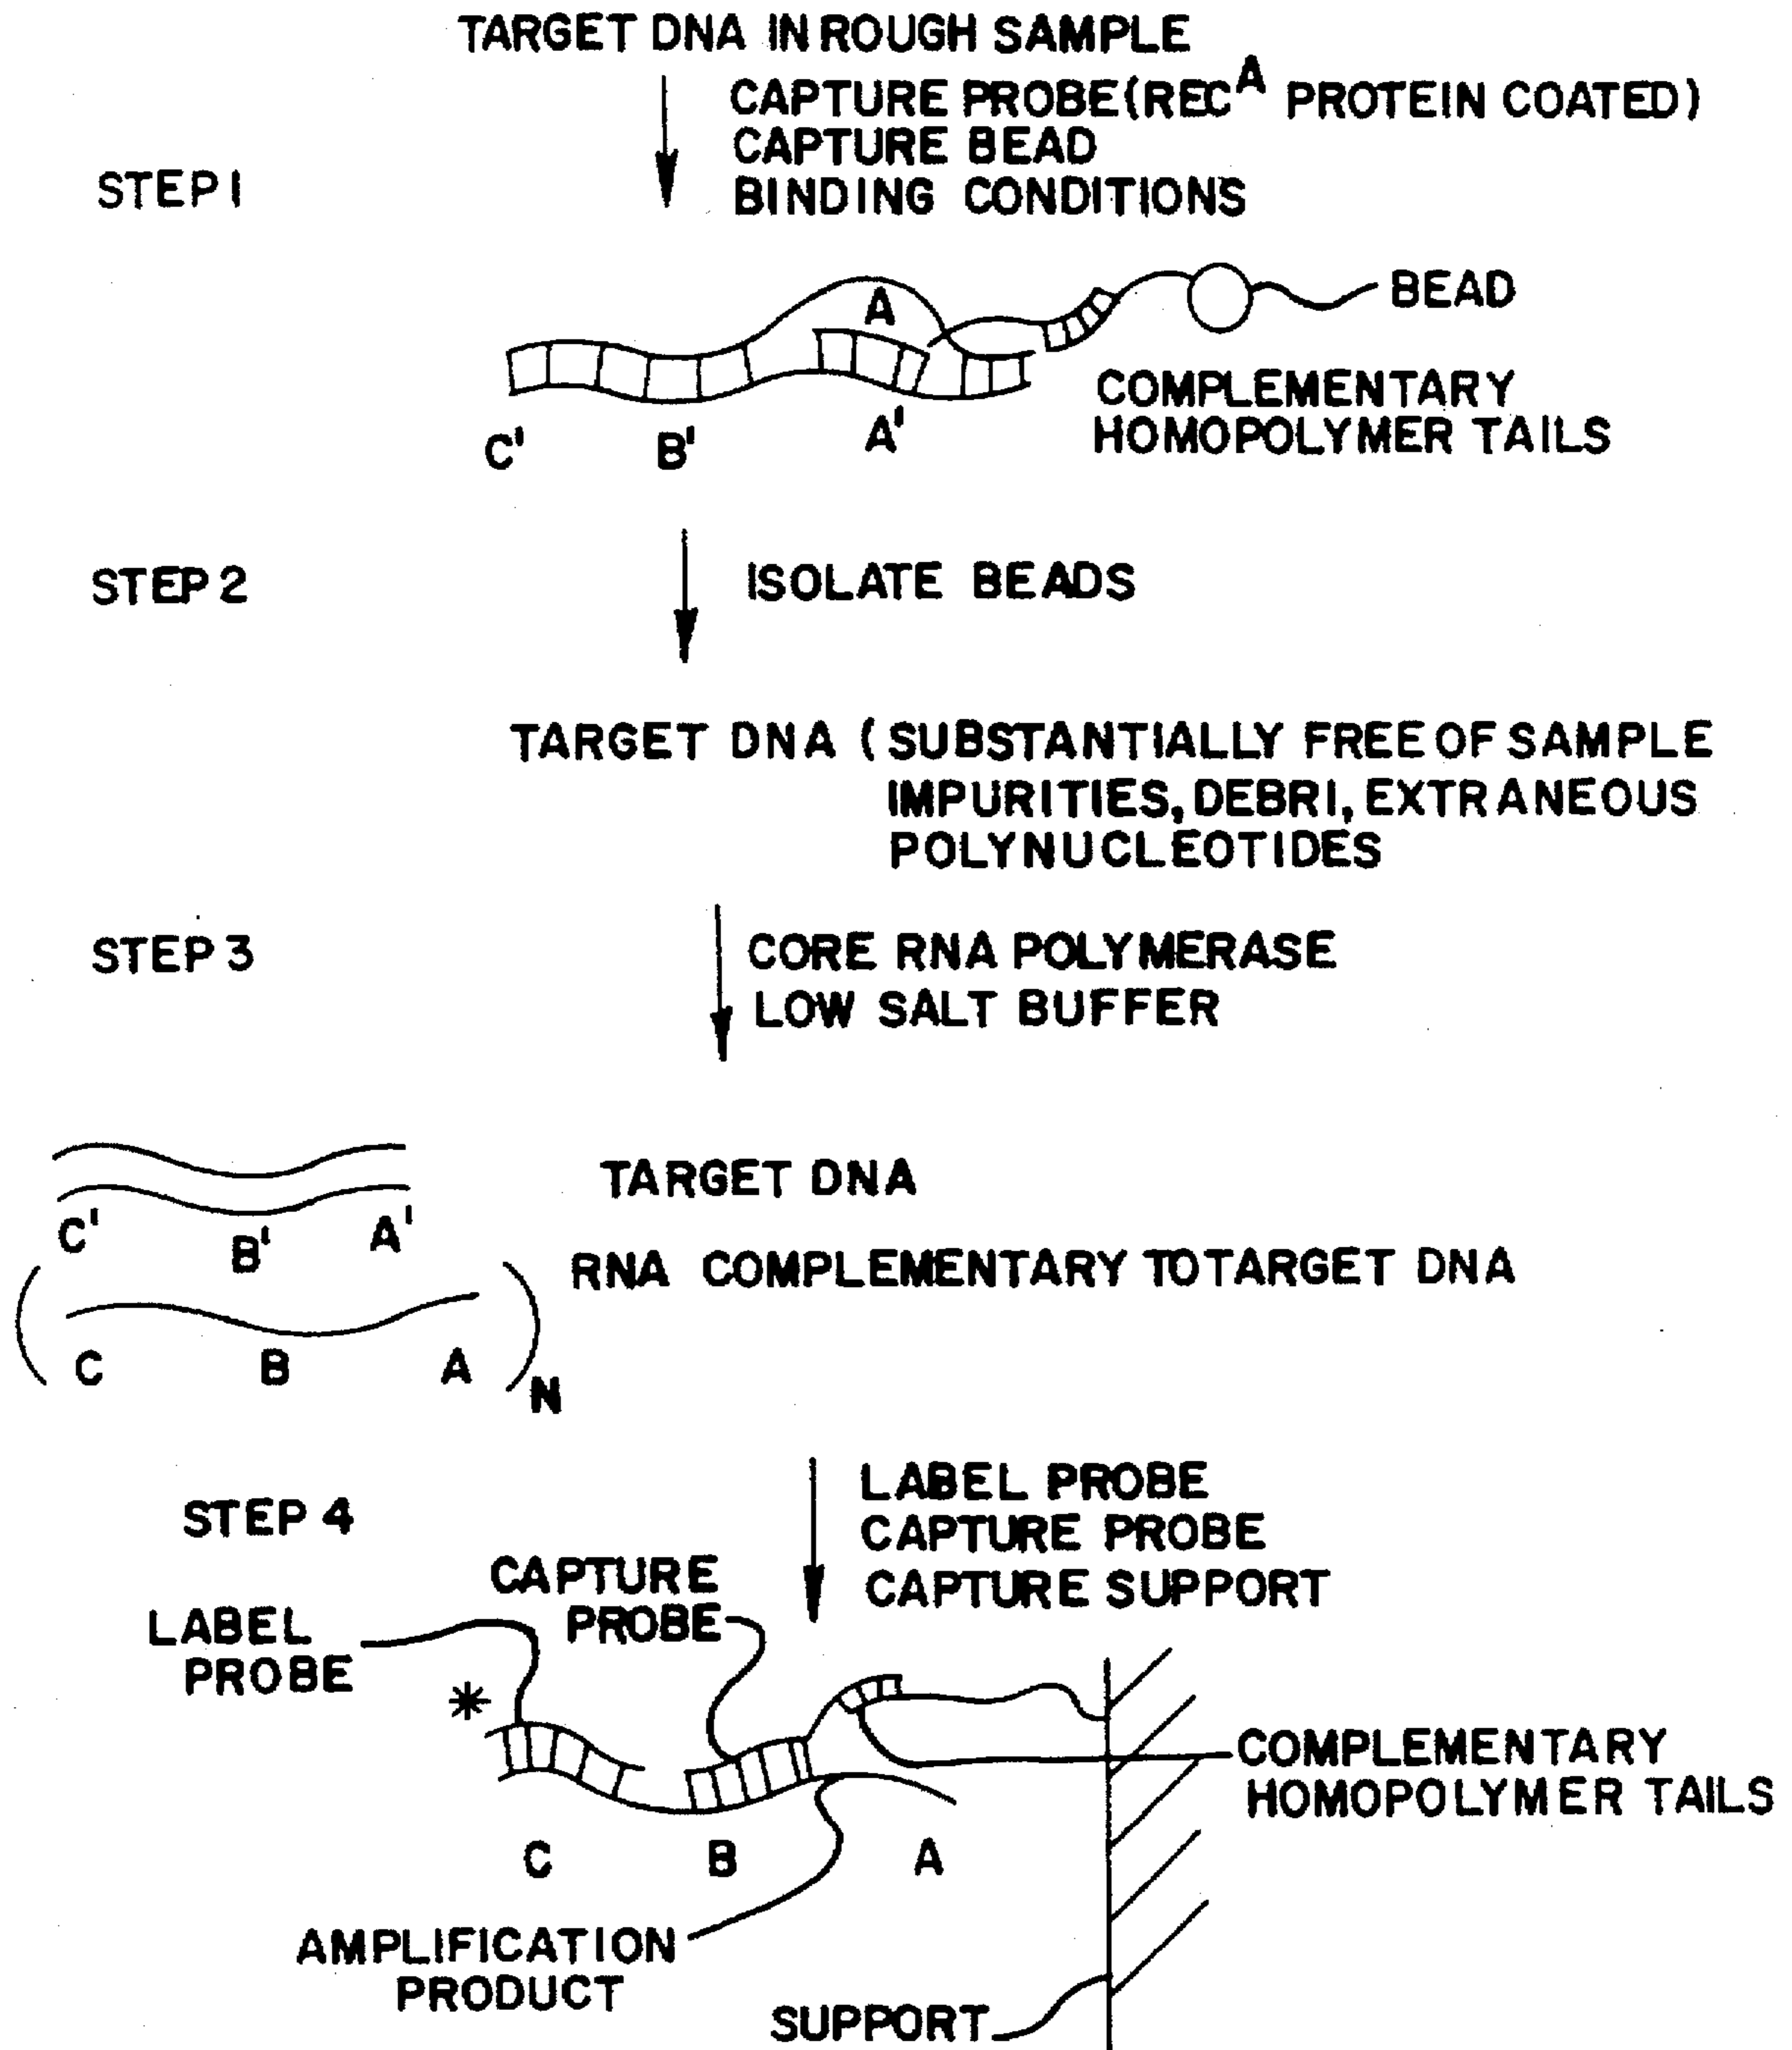 TARGET DNA IN ROUGH SAMPLE
CAPTURE PROBE (REC A PROTEIN COATED)
CAPTURE BEAD
STEP 1
BINDING CONDITIONS
BEAD
A
COMPLEMENTARY
HOMOPOLYMER TAILS
C' B' A'
STEP 2
ISOLATE BEADS
TARGET DNA (SUBSTANTIALLY FREE OF SAMPLE
IMPURITIES, DEBRI, EXTRANEOUS
POLYNUCLEOTIDES
STEP 3
CORE RNA POLYMERASE
LOW SALT BUFFER
TARGET DNA
C' B' A'
RNA COMPLEMENTARY TO TARGET DNA
C B A
N
STEP 4
LABEL PROBE
CAPTURE PROBE
CAPTURE SUPPORT
CAPTURE
PROBE
LABEL
PROBE
*
COMPLEMENTARY
HOMOPOLYMER TAILS
C B A
AMPLIFICATION
PRODUCT
SUPPORT